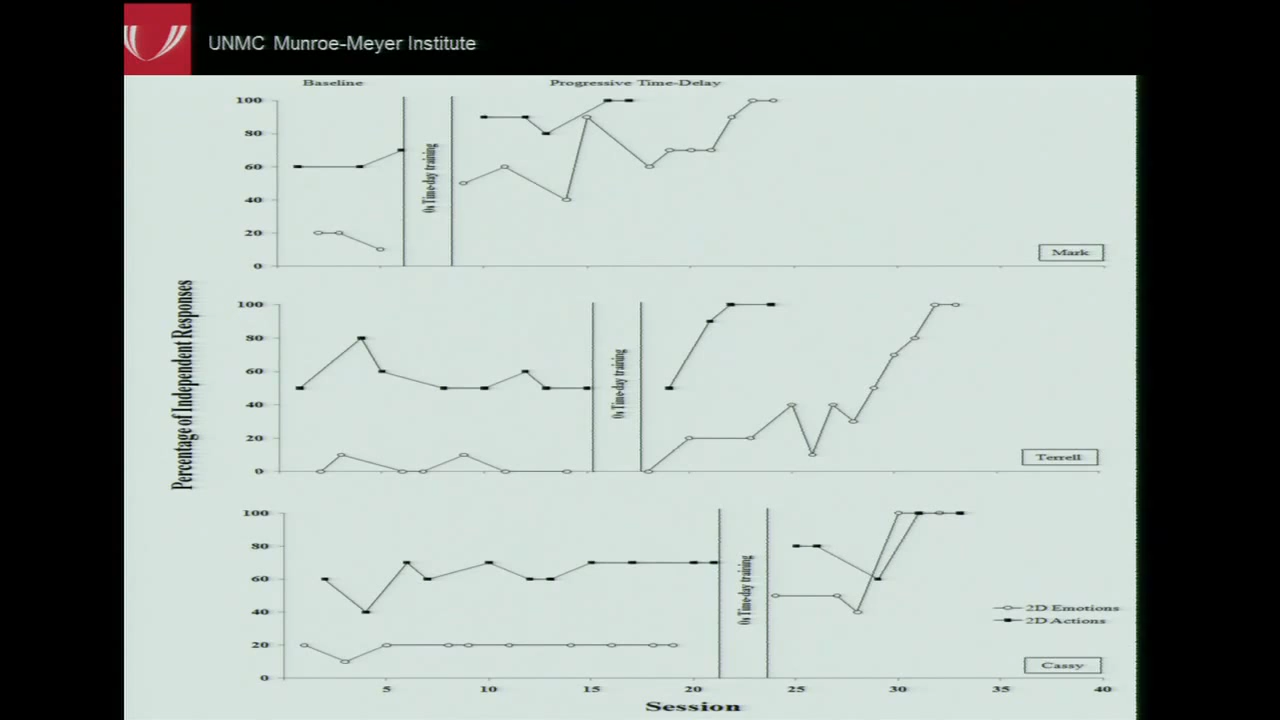 UNMC Munroe-Meyer Institute
Baseline
Progressive Time-Delay
100
80
60
40
20
0
0s Time-day training
Mark
Percentage of Independent Responses
100
80
60
40
20
0
0s Time-day training
Terrell
100
80
60
40
20
0
0s Time-day training
2D Emotions
2D Actions
Cassy
5 10 15 20 25 30 35 40
Session